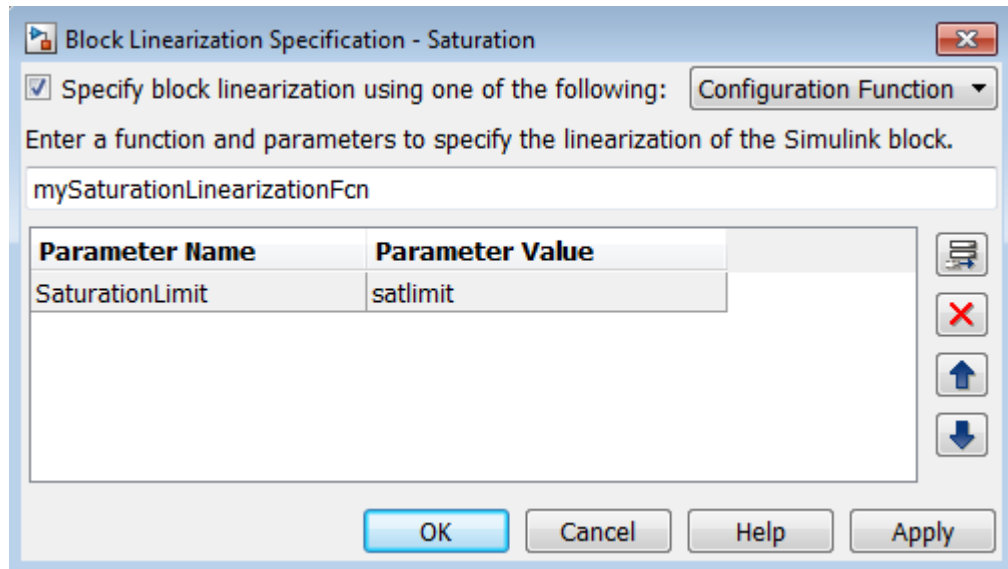 Block Linearization Specification - Saturation
Specify block linearization using one of the following: Configuration Function
Enter a function and parameters to specify the linearization of the Simulink block.
mySaturationLinearizationFcn
Parameter Name Parameter Value
SaturationLimit satlimit
OK Cancel Help Apply